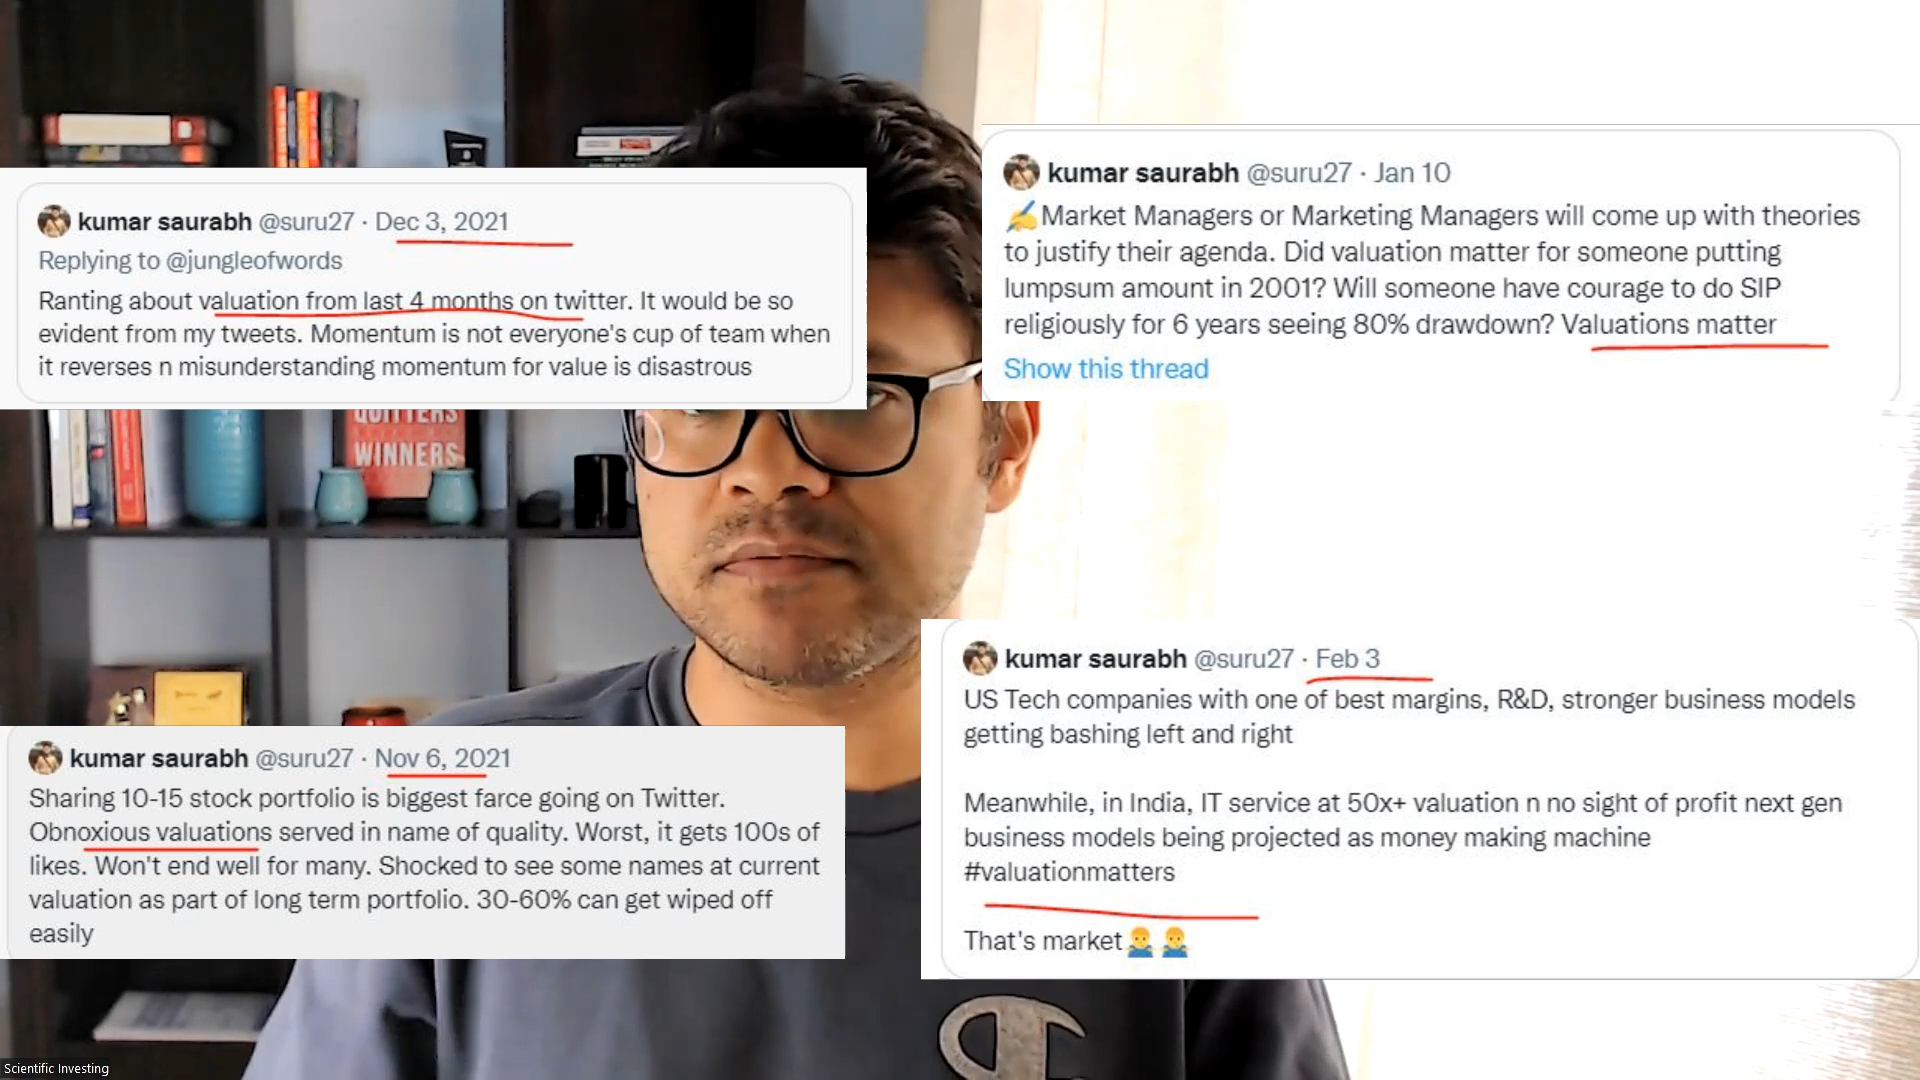 kumar saurabh @suru27 · Dec 3, 2021
Replying to @jungleofwords
Ranting about valuation from last 4 months on twitter. It would be so
evident from my tweets. Momentum is not everyone's cup of team when
it reverses n misunderstanding momentum for value is disastrous
kumar saurabh @suru27 · Jan 10
✍️Market Managers or Marketing Managers will come up with theories
to justify their agenda. Did valuation matter for someone putting
lumpsum amount in 2001? Will someone have courage to do SIP
religiously for 6 years seeing 80% drawdown? Valuations matter
Show this thread
QUITTERS
WINNERS
kumar saurabh @suru27 · Nov 6, 2021
Sharing 10-15 stock portfolio is biggest farce going on Twitter.
Obnoxious valuations served in name of quality. Worst, it gets 100s of
likes. Won't end well for many. Shocked to see some names at current
valuation as part of long term portfolio. 30-60% can get wiped off
easily
kumar saurabh @suru27 · Feb 3
US Tech companies with one of best margins, R&D, stronger business models
getting bashing left and right
Meanwhile, in India, IT service at 50x+ valuation n no sight of profit next gen
business models being projected as money making machine
#valuationmatters
That's market🤷‍♂️🤷‍♂️
Scientific Investing